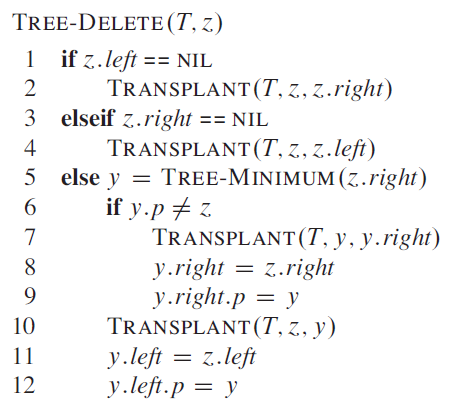 TREE-DELETE(T, z)
1 if z.left == NIL
2 TRANSPLANT(T, z, z.right)
3 elseif z.right == NIL
4 TRANSPLANT(T, z, z.left)
5 else y = TREE-MINIMUM(z.right)
6 if y.p ≠ z
7 TRANSPLANT(T, y, y.right)
8 y.right = z.right
9 y.right.p = y
10 TRANSPLANT(T, z, y)
11 y.left = z.left
12 y.left.p = y